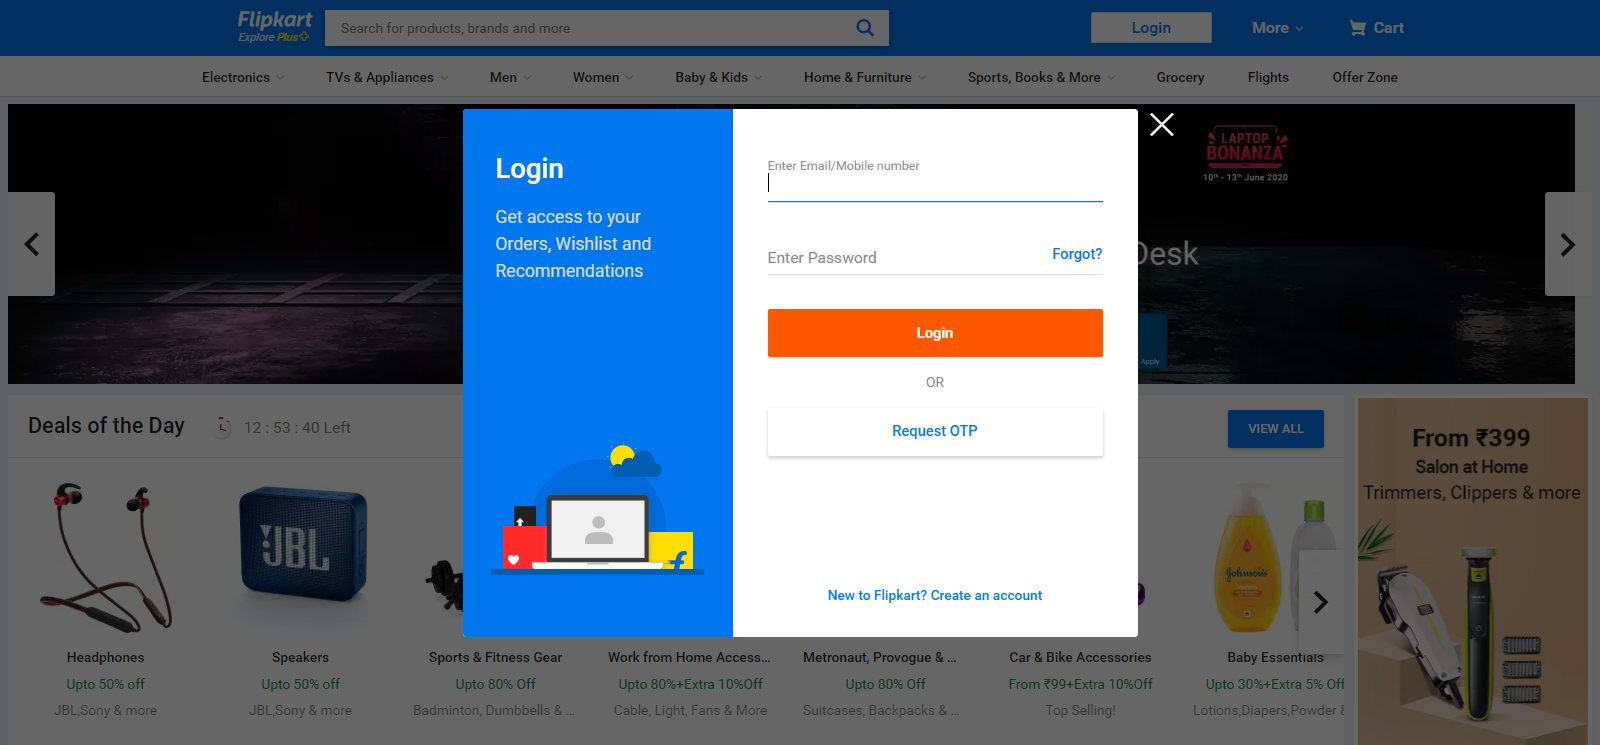 Flipkart
Explore Plus
Search for products, brands and more
Login
More
Cart
Electronics
TVs & Appliances
Men
Women
Baby & Kids
Home & Furniture
Sports, Books & More
Grocery
Flights
Offer Zone
LAPTOP
BONANZA
10th - 13th June 2020
Desk
Apply
Login
Get access to your
Orders, Wishlist and
Recommendations
Enter Email/Mobile number
Enter Password
Forgot?
Login
OR
Request OTP
New to Flipkart? Create an account
Deals of the Day
12 : 53 : 40 Left
VIEW ALL
JBL
Johnson's
Headphones
Upto 50% off
JBL,Sony & more
Speakers
Upto 50% off
JBL,Sony & more
Sports & Fitness Gear
Upto 80% Off
Badminton, Dumbbells & ...
Work from Home Access...
Upto 80%+Extra 10%Off
Cable, Light, Fans & More
Metronaut, Provogue & ...
Upto 80% Off
Suitcases, Backpacks & ...
Car & Bike Accessories
From ₹99+Extra 10%Off
Top Selling!
Baby Essentials
Upto 30%+Extra 5% Off
Lotions,Diapers,Powder &
From ₹399
Salon at Home
Trimmers, Clippers & more